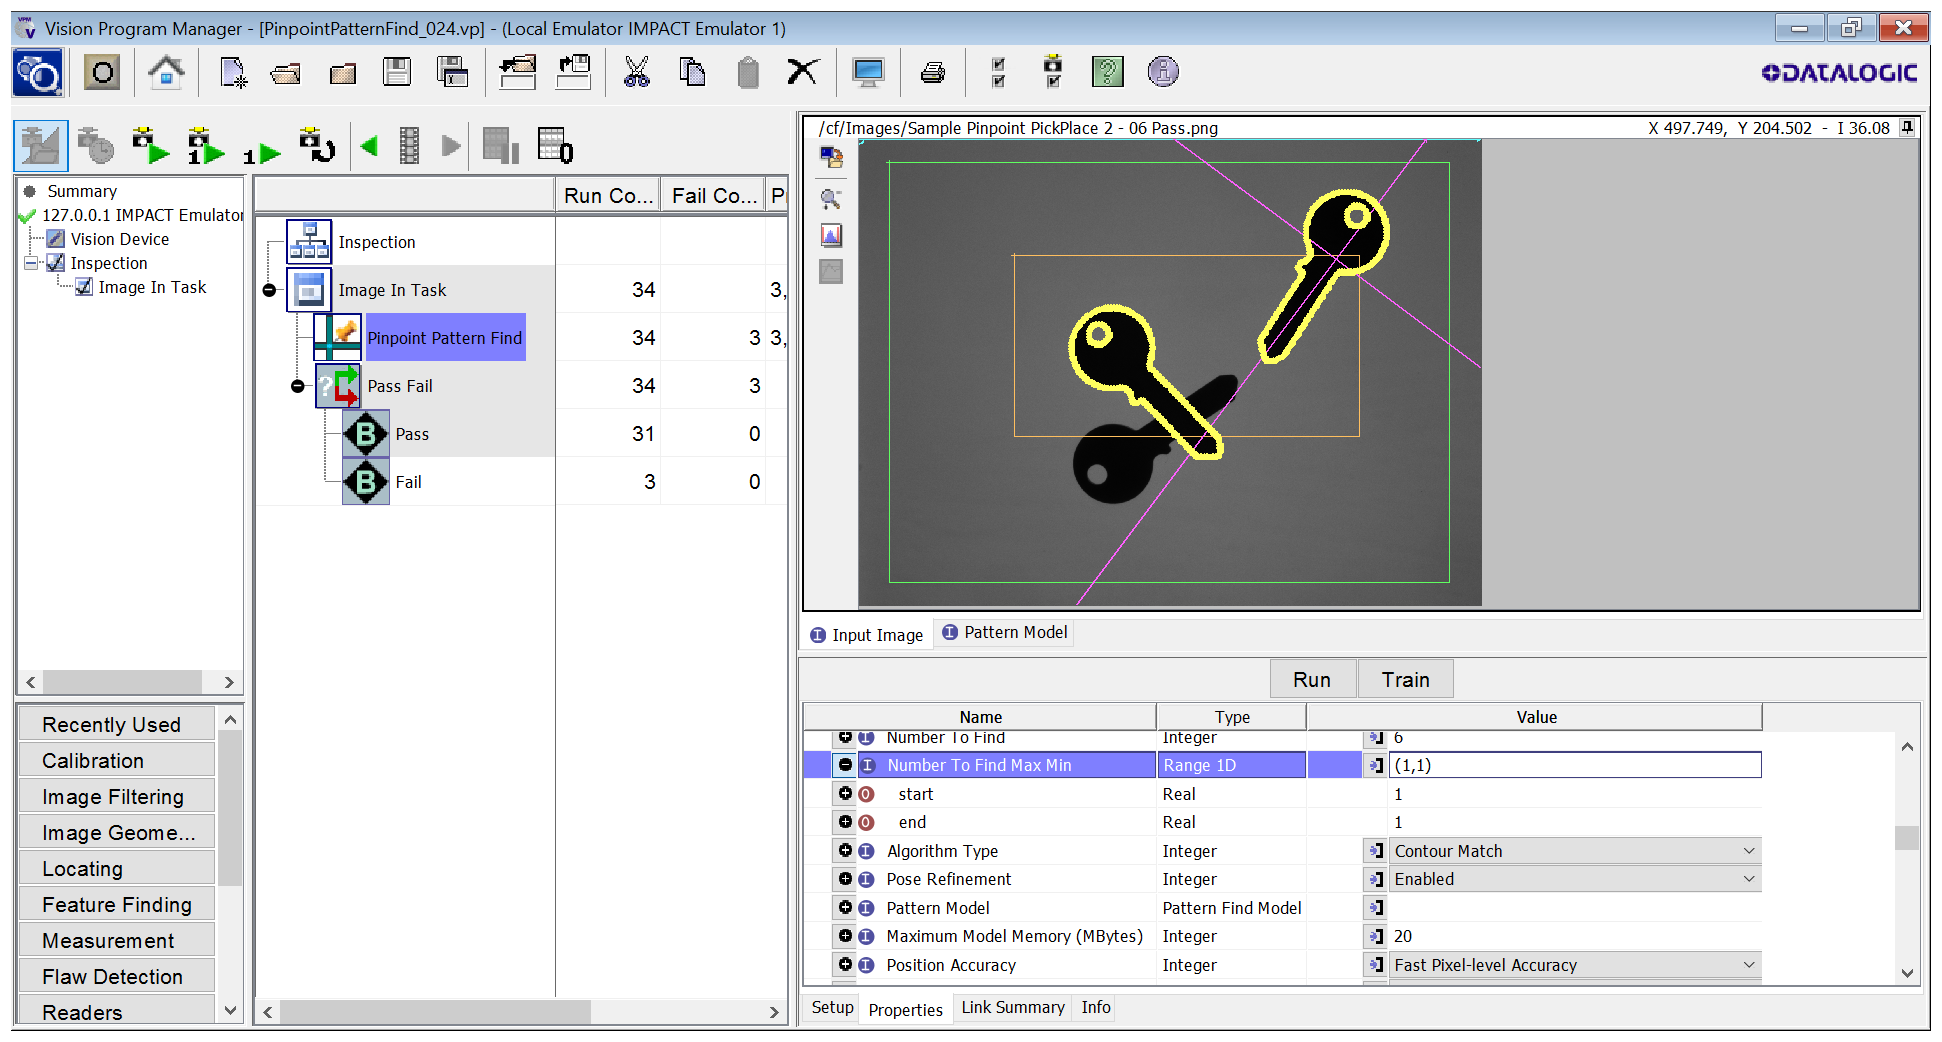 Vision Program Manager - [PinpointPatternFind_024.vp] - (Local Emulator IMPACT Emulator 1)
DATALOGIC
Summary
127.0.0.1 IMPACT Emulator
Vision Device
Inspection
Image In Task
Recently Used
Calibration
Image Filtering
Image Geome...
Locating
Feature Finding
Measurement
Flaw Detection
Readers
Run Co... Fail Co...
Inspection
Image In Task 34 3,
Pinpoint Pattern Find 34 3 3,
Pass Fail 34 3
Pass 31 0
Fail 3 0
/cf/Images/Sample Pinpoint PickPlace 2 - 06 Pass.png X 497.749, Y 204.502 - I 36.08
Input Image Pattern Model
Run Train
Name Type Value
Number To Find Integer 6
Number To Find Max Min Range 1D (1,1)
start Real 1
end Real 1
Algorithm Type Integer Contour Match
Pose Refinement Integer Enabled
Pattern Model Pattern Find Model
Maximum Model Memory (MBytes) Integer 20
Position Accuracy Integer Fast Pixel-level Accuracy
Setup Properties Link Summary Info